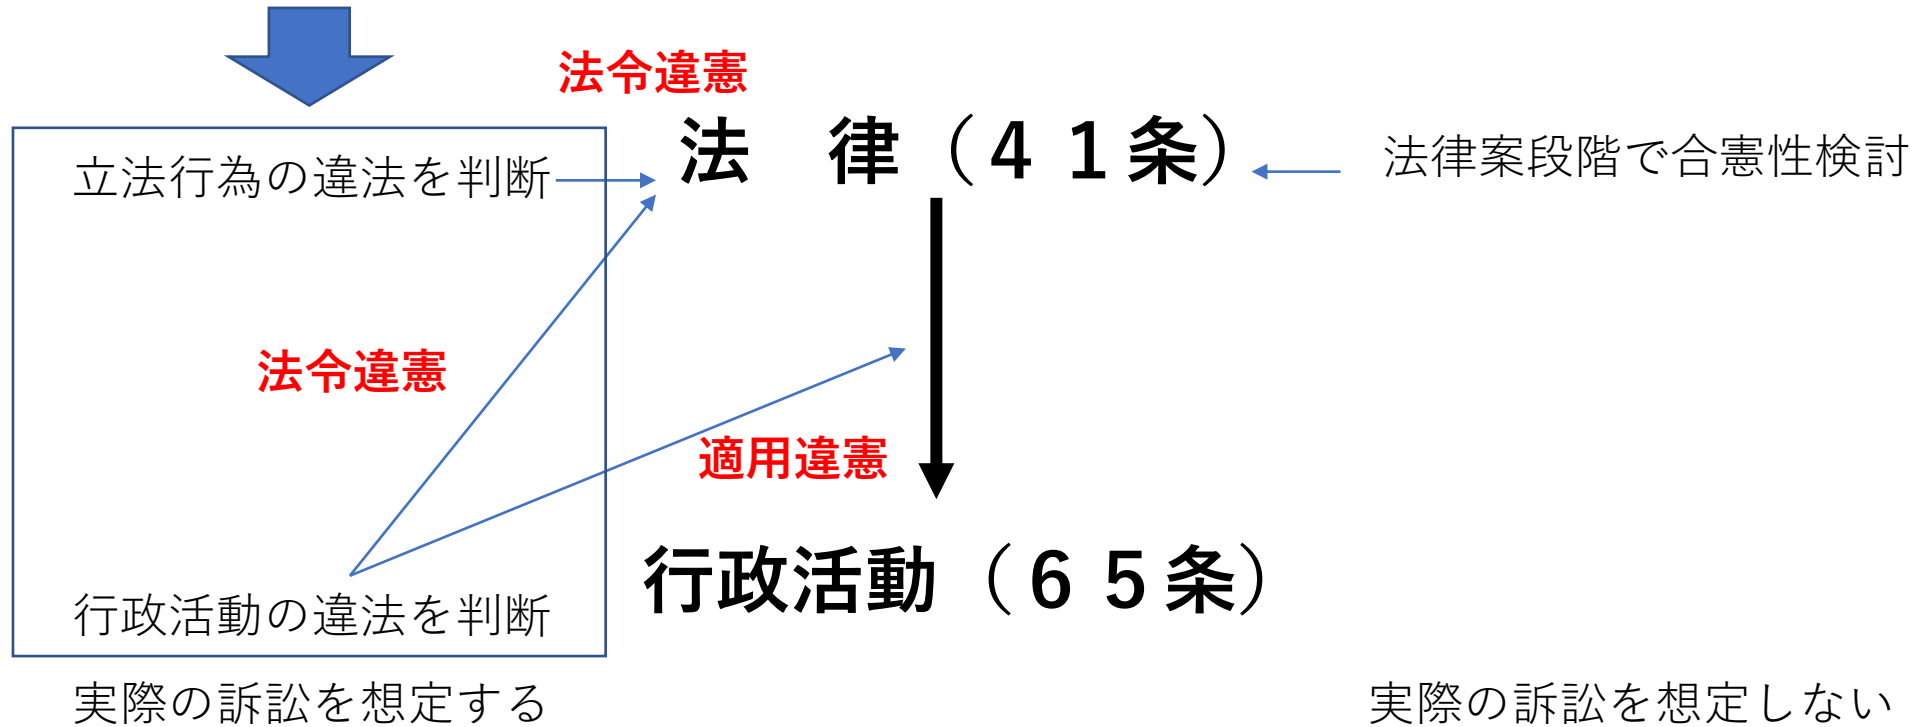 法令違憲
法　律（４１条）
法律案段階で合憲性検討
立法行為の違法を判断
法令違憲
適用違憲
行政活動（６５条）
行政活動の違法を判断
実際の訴訟を想定する
実際の訴訟を想定しない